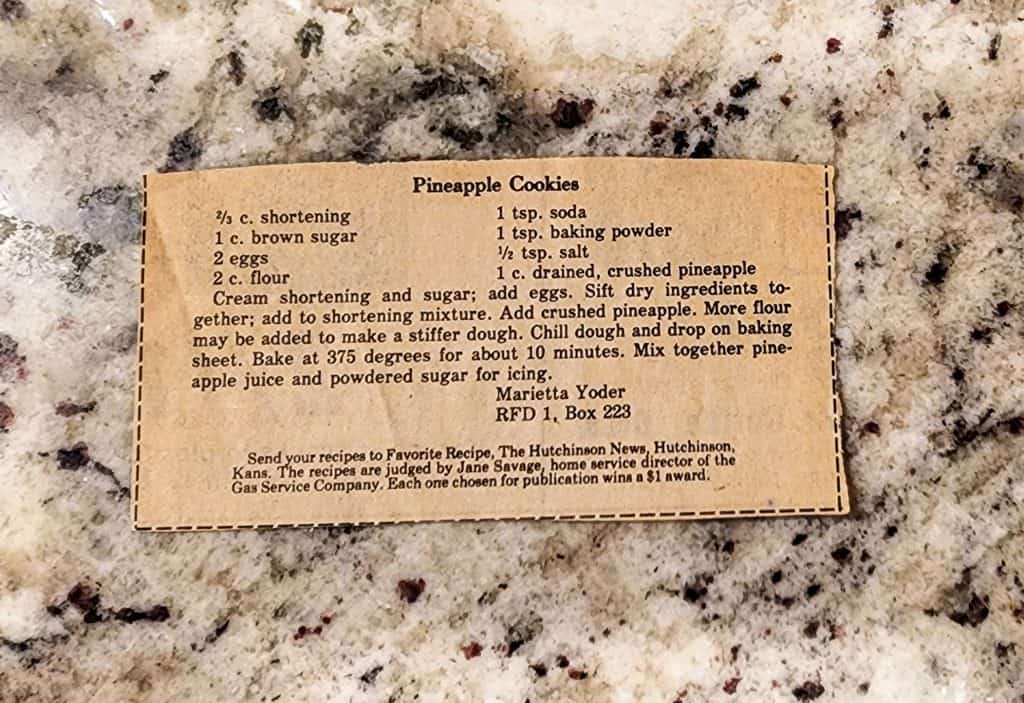 Pineapple Cookies
⅔ c. shortening
1 c. brown sugar
2 eggs
2 c. flour
1 tsp. soda
1 tsp. baking powder
½ tsp. salt
1 c. drained, crushed pineapple
Cream shortening and sugar; add eggs. Sift dry ingredients to-
gether; add to shortening mixture. Add crushed pineapple. More flour
may be added to make a stiffer dough. Chill dough and drop on baking
sheet. Bake at 375 degrees for about 10 minutes. Mix together pine-
apple juice and powdered sugar for icing.
Marietta Yoder
RFD 1, Box 223
Send your recipes to Favorite Recipe, The Hutchinson News, Hutchinson,
Kans. The recipes are judged by Jane Savage, home service director of the
Gas Service Company. Each one chosen for publication wins a $1 award.